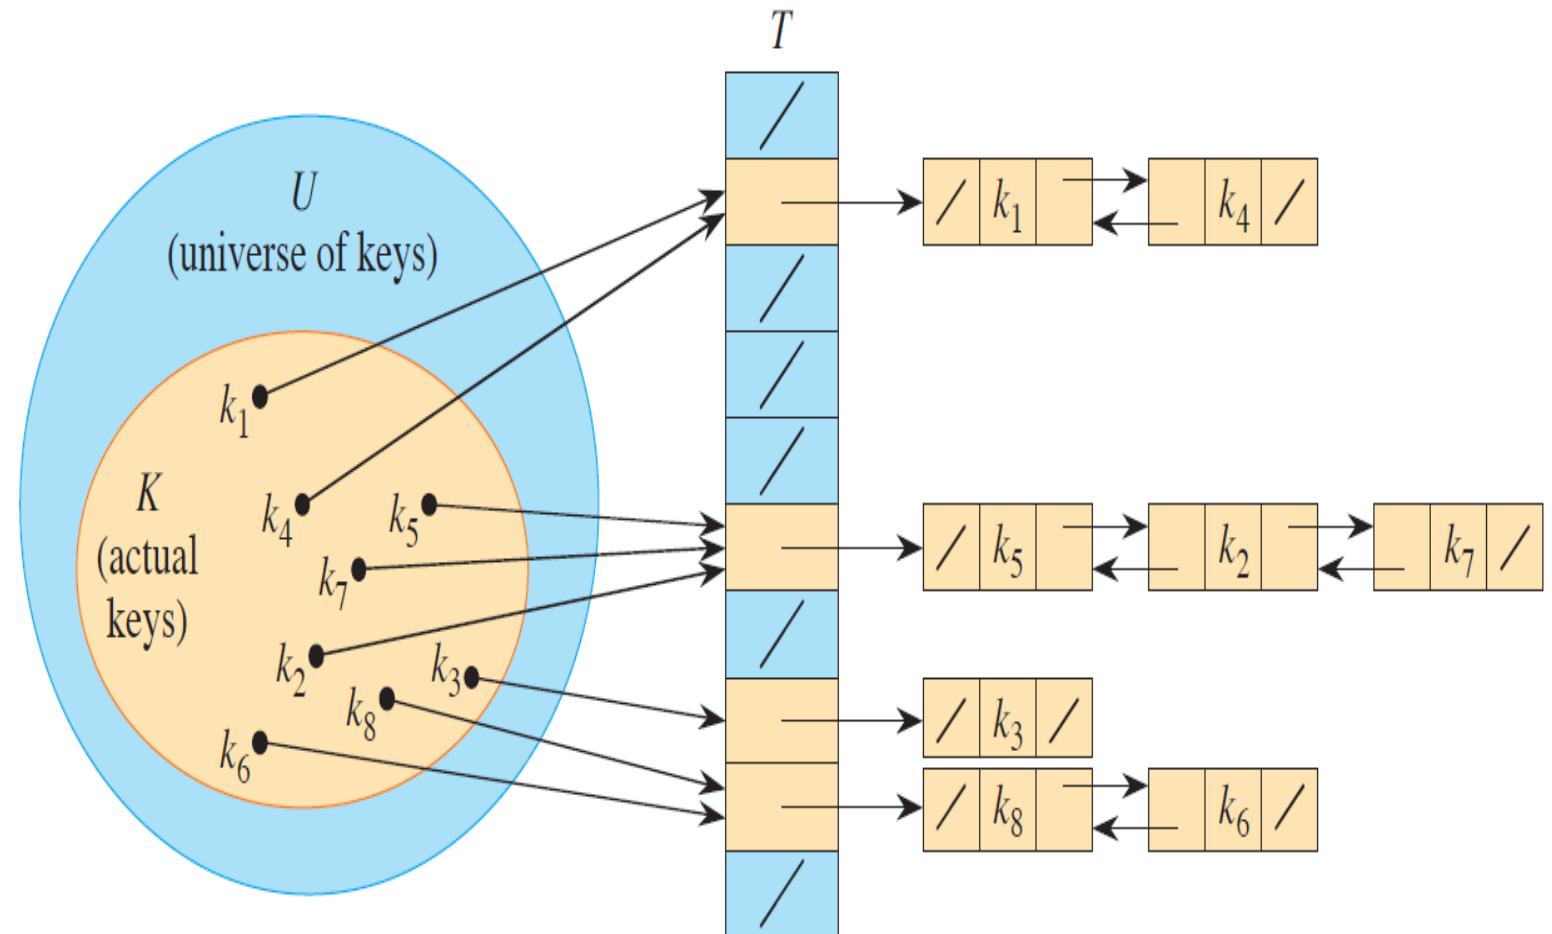 T
U
(universe of keys)
k₁
k₄
k₅
K
(actual
keys)
k₇
k₂
k₃
k₈
k₆
/
/ k₁ k₄ /
/
/
/
/ k₅ k₂ k₇ /
/
/ k₃ /
/ k₈ k₆ /
/